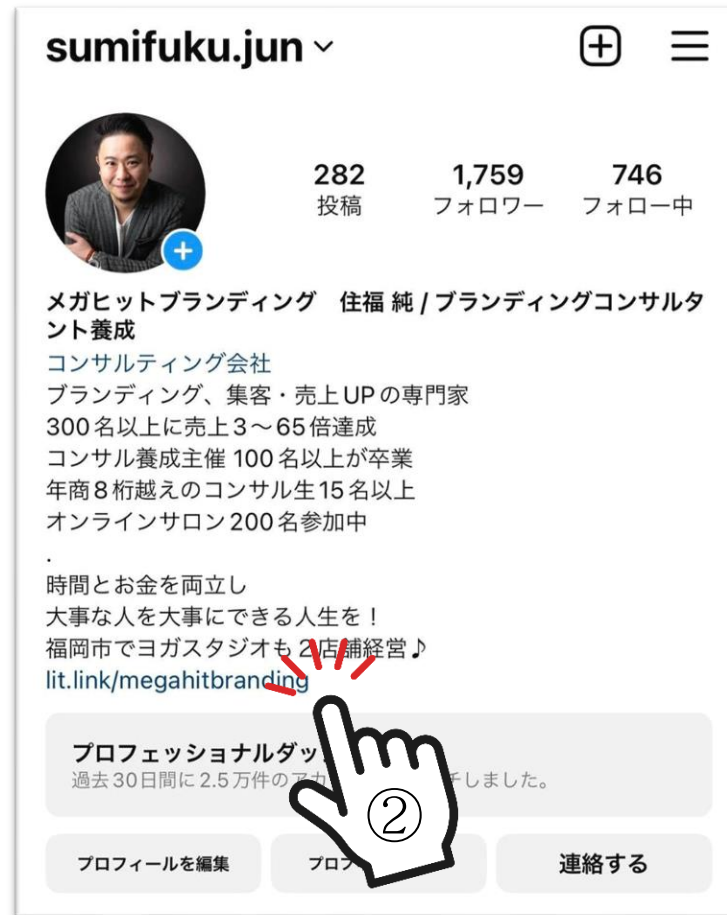 sumifuku.jun
282 1,759 746
投稿 フォロワー フォロー中
メガヒットブランディング 住福 純 / ブランディングコンサルタ
ント養成
コンサルティング会社
ブランディング、集客・売上UPの専門家
300名以上に売上3〜65倍達成
コンサル養成主催 100名以上が卒業
年商8桁越えのコンサル生15名以上
オンラインサロン200名参加中
.
時間とお金を両立し
大事な人を大事にできる人生を！
福岡市でヨガスタジオも2店舗経営♪
lit.link/megahitbranding
プロフェッショナルダッ
過去30日間に2.5万件のアカ チしました。
②
プロフィールを編集 プロフ 連絡する